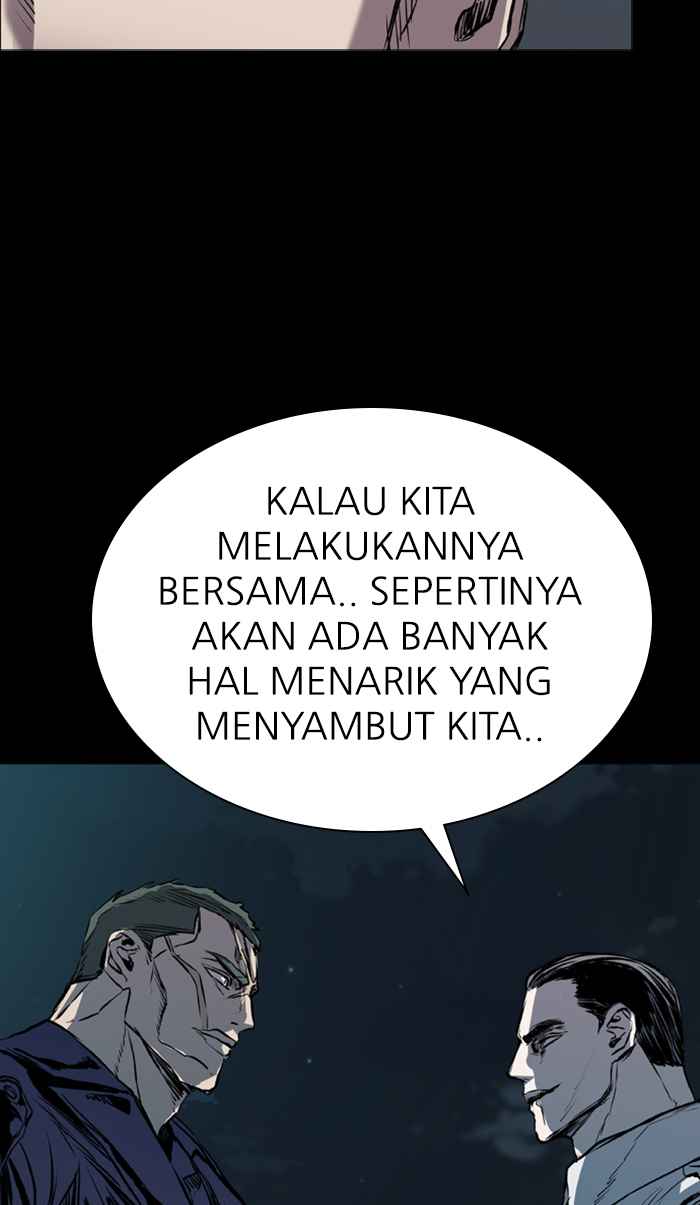 KALAU KITA
MELAKUKANNYA
BERSAMA.. SEPERTINYA
AKAN ADA BANYAK
HAL MENARIK YANG
MENYAMBUT KITA..